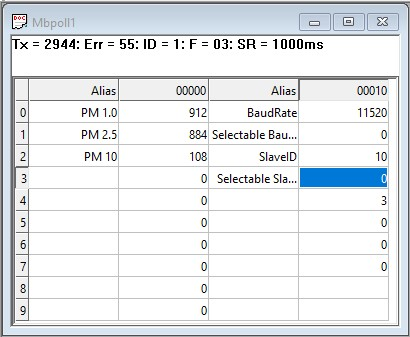 Mbpoll1
Tx = 2944: Err = 55: ID = 1: F = 03: SR = 1000ms
Alias 00000 Alias 00010
0 PM 1.0 912 BaudRate 11520
1 PM 2.5 884 Selectable Bau... 0
2 PM 10 108 SlaveID 10
3 0 Selectable Sla... 0
4 0 3
5 0 0
6 0 0
7 0 0
8 0
9 0